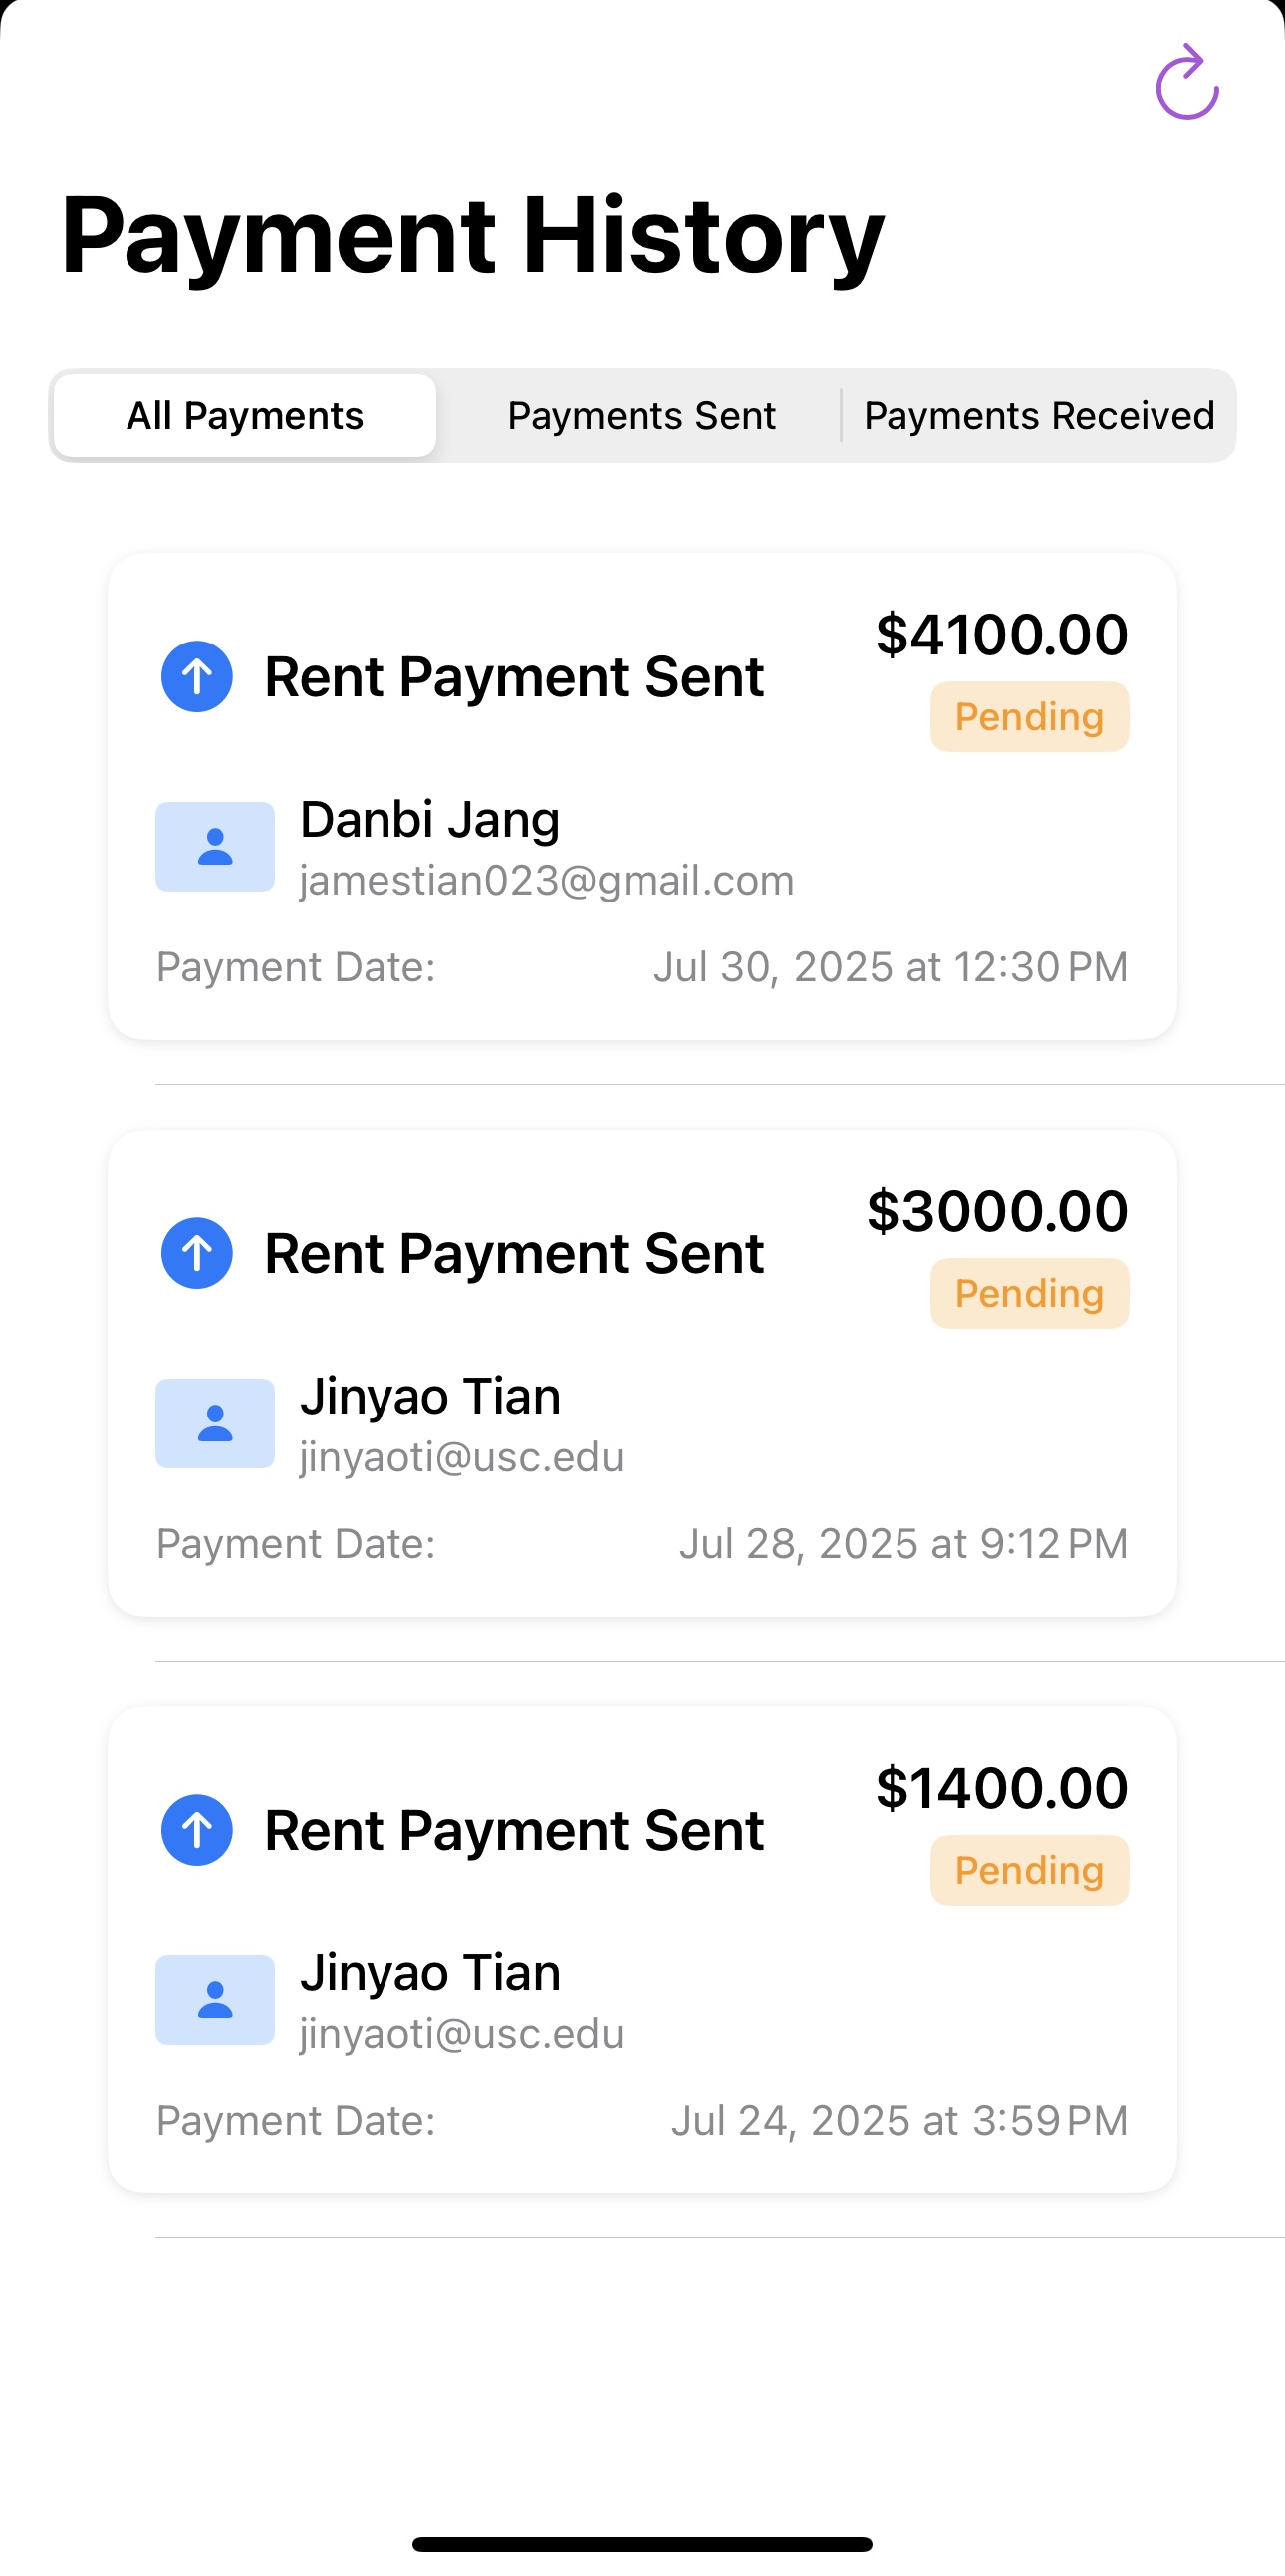 Payment History
All Payments
Payments Sent
Payments Received
$4100.00
Rent Payment Sent
Pending
Danbi Jang
jamestian023@gmail.com
Payment Date: Jul 30, 2025 at 12:30 PM
$3000.00
Rent Payment Sent
Pending
Jinyao Tian
jinyaoti@usc.edu
Payment Date: Jul 28, 2025 at 9:12 PM
$1400.00
Rent Payment Sent
Pending
Jinyao Tian
jinyaoti@usc.edu
Payment Date: Jul 24, 2025 at 3:59 PM